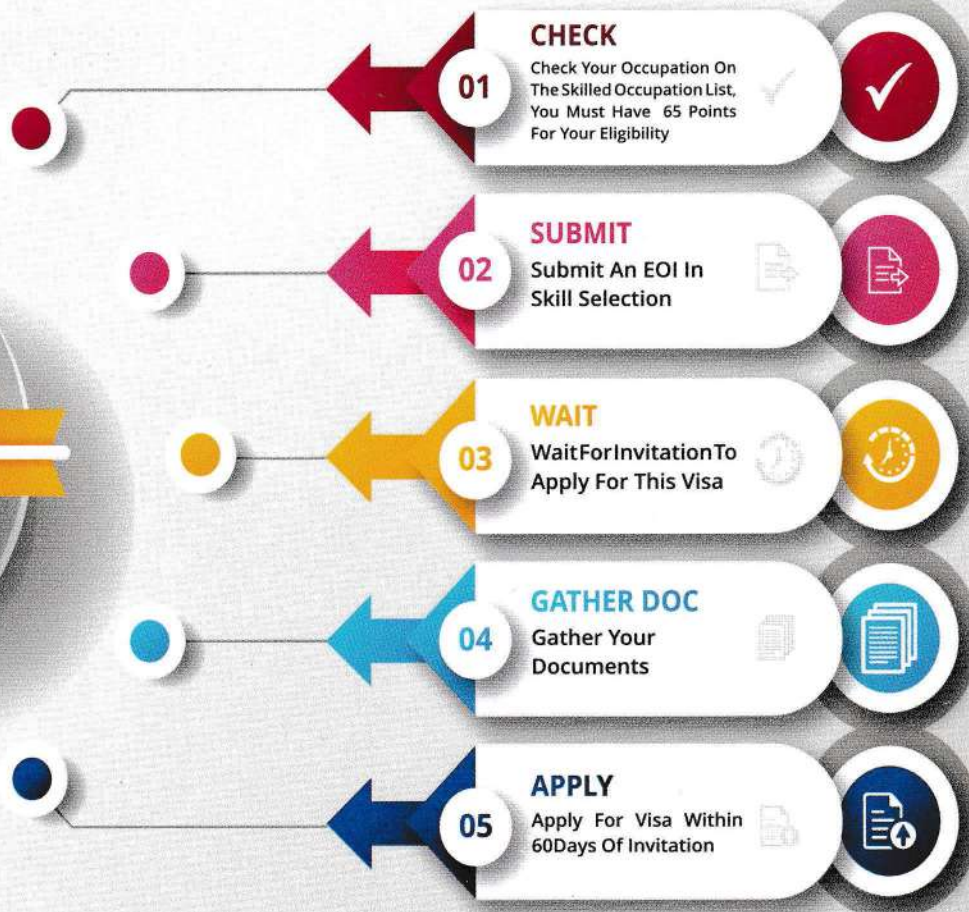 01
CHECK
Check Your Occupation On
The Skilled Occupation List,
You Must Have 65 Points
For Your Eligibility
02
SUBMIT
Submit An EOI In
Skill Selection
03
WAIT
WaitForInvitationTo
Apply For This Visa
04
GATHER DOC
Gather Your
Documents
05
APPLY
Apply For Visa Within
60Days Of Invitation